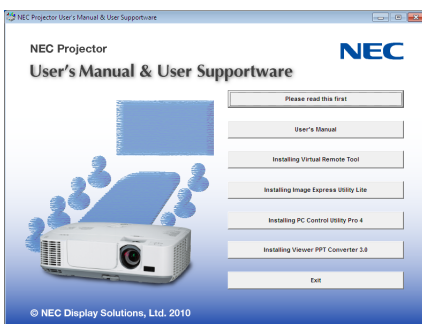 NEC Projector User's Manual & User Supportware
NEC Projector
NEC
User's Manual & User Supportware
Please read this first
User's Manual
Installing Virtual Remote Tool
Installing Image Express Utility Lite
Installing PC Control Utility Pro 4
Installing Viewer PPT Converter 3.0
Exit
© NEC Display Solutions, Ltd. 2010